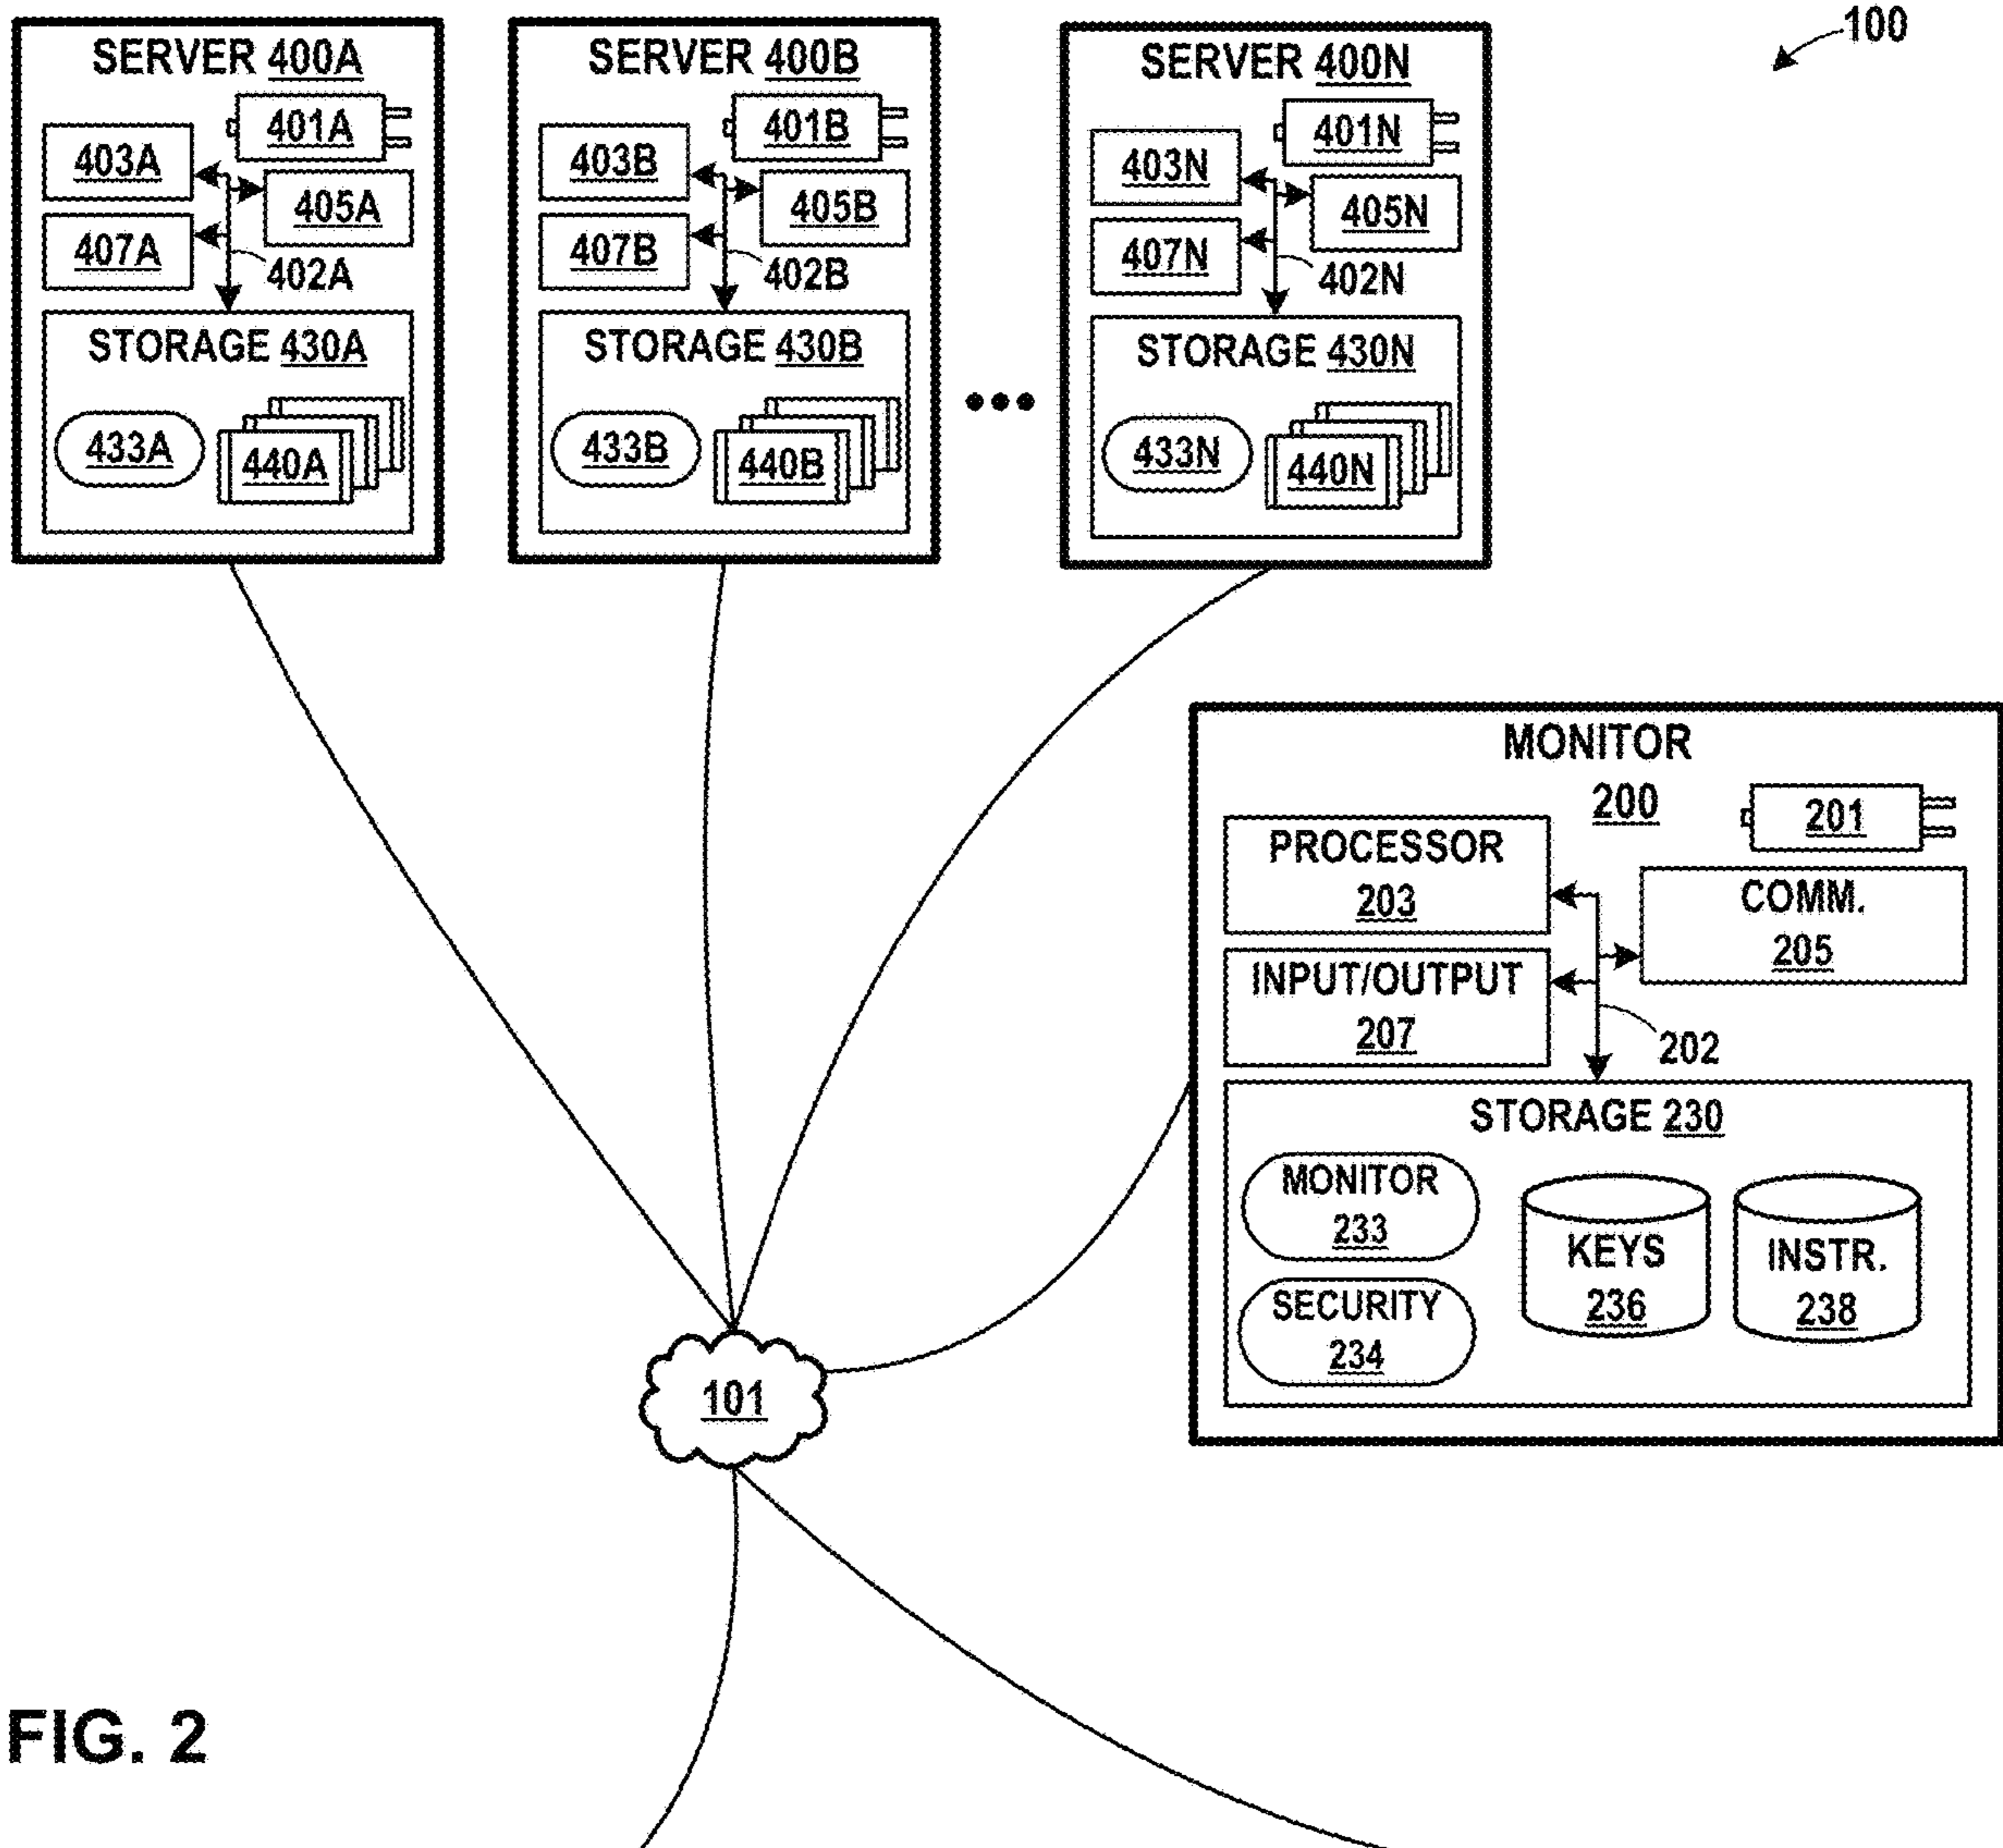 100
SERVER 400A
401A
403A
405A
407A
402A
STORAGE 430A
433A
440A
SERVER 400B
401B
403B
405B
407B
402B
STORAGE 430B
433B
440B
•••
SERVER 400N
401N
403N
405N
407N
402N
STORAGE 430N
433N
440N
MONITOR
200
201
PROCESSOR
203
COMM.
205
INPUT/OUTPUT
207
202
STORAGE 230
MONITOR
233
SECURITY
234
KEYS
236
INSTR.
238
101
FIG. 2